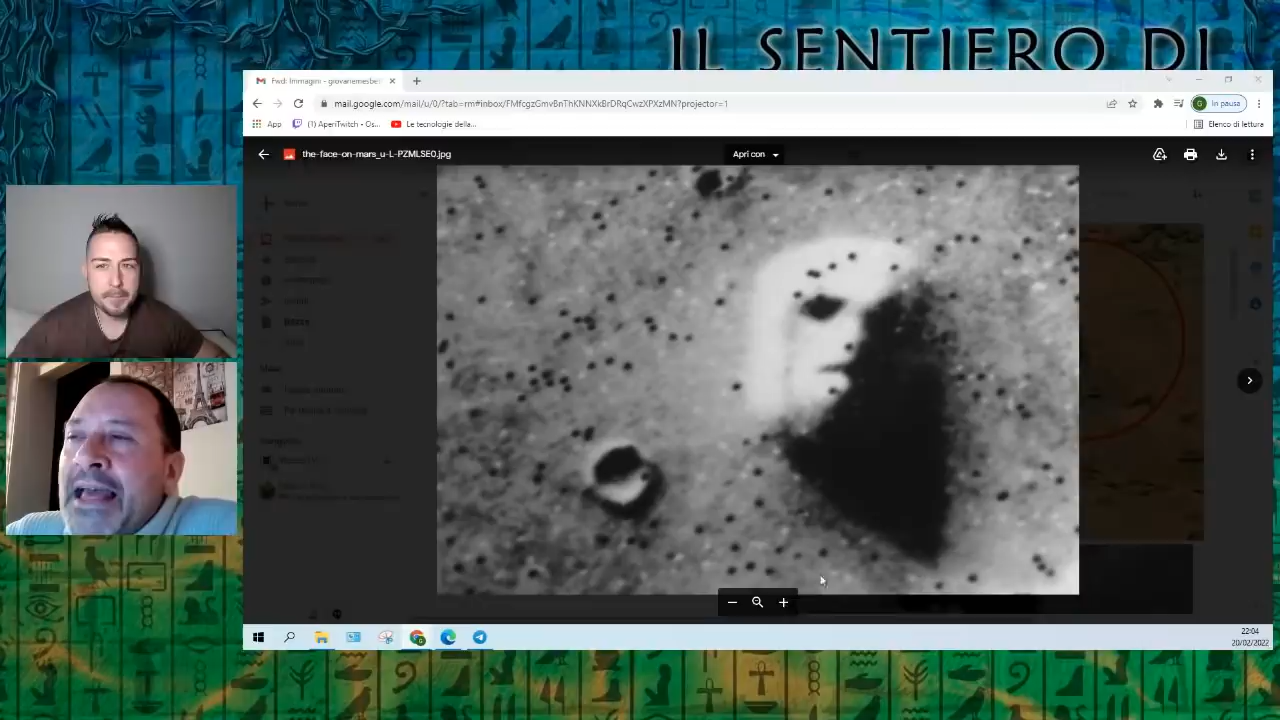 IL SENTIERO DI
Fwd: Immagini - giovanemesbe
mail.google.com/mail/u/0/?tab=rm#inbox/FMfcgzGmvBnThKNNXkBrDRqCwzXPXzMN?projector=1
In pausa
App
(1) AperiTwitch - Os...
Le tecnologie della...
Elenco di lettura
the-face-on-mars_u-L-PZMLSE0.jpg
Apri con
22:04
20/02/2022